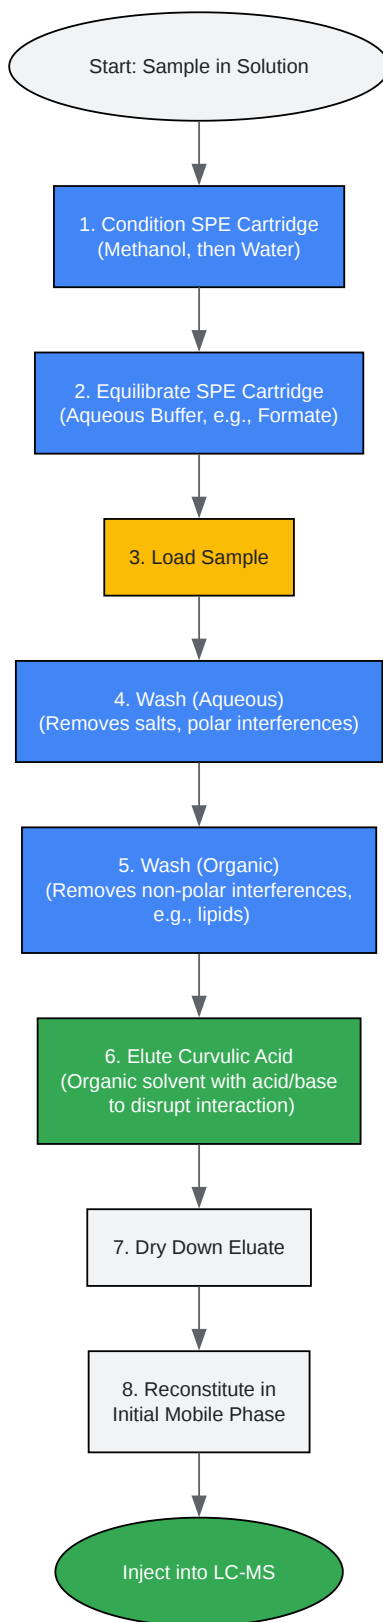 Start: Sample in Solution
1. Condition SPE Cartridge
(Methanol, then Water)
2. Equilibrate SPE Cartridge
(Aqueous Buffer, e.g., Formate)
3. Load Sample
4. Wash (Aqueous)
(Removes salts, polar interferences)
5. Wash (Organic)
(Removes non-polar interferences,
e.g., lipids)
6. Elute Curvulic Acid
(Organic solvent with acid/base
to disrupt interaction)
7. Dry Down Eluate
8. Reconstitute in
Initial Mobile Phase
Inject into LC-MS